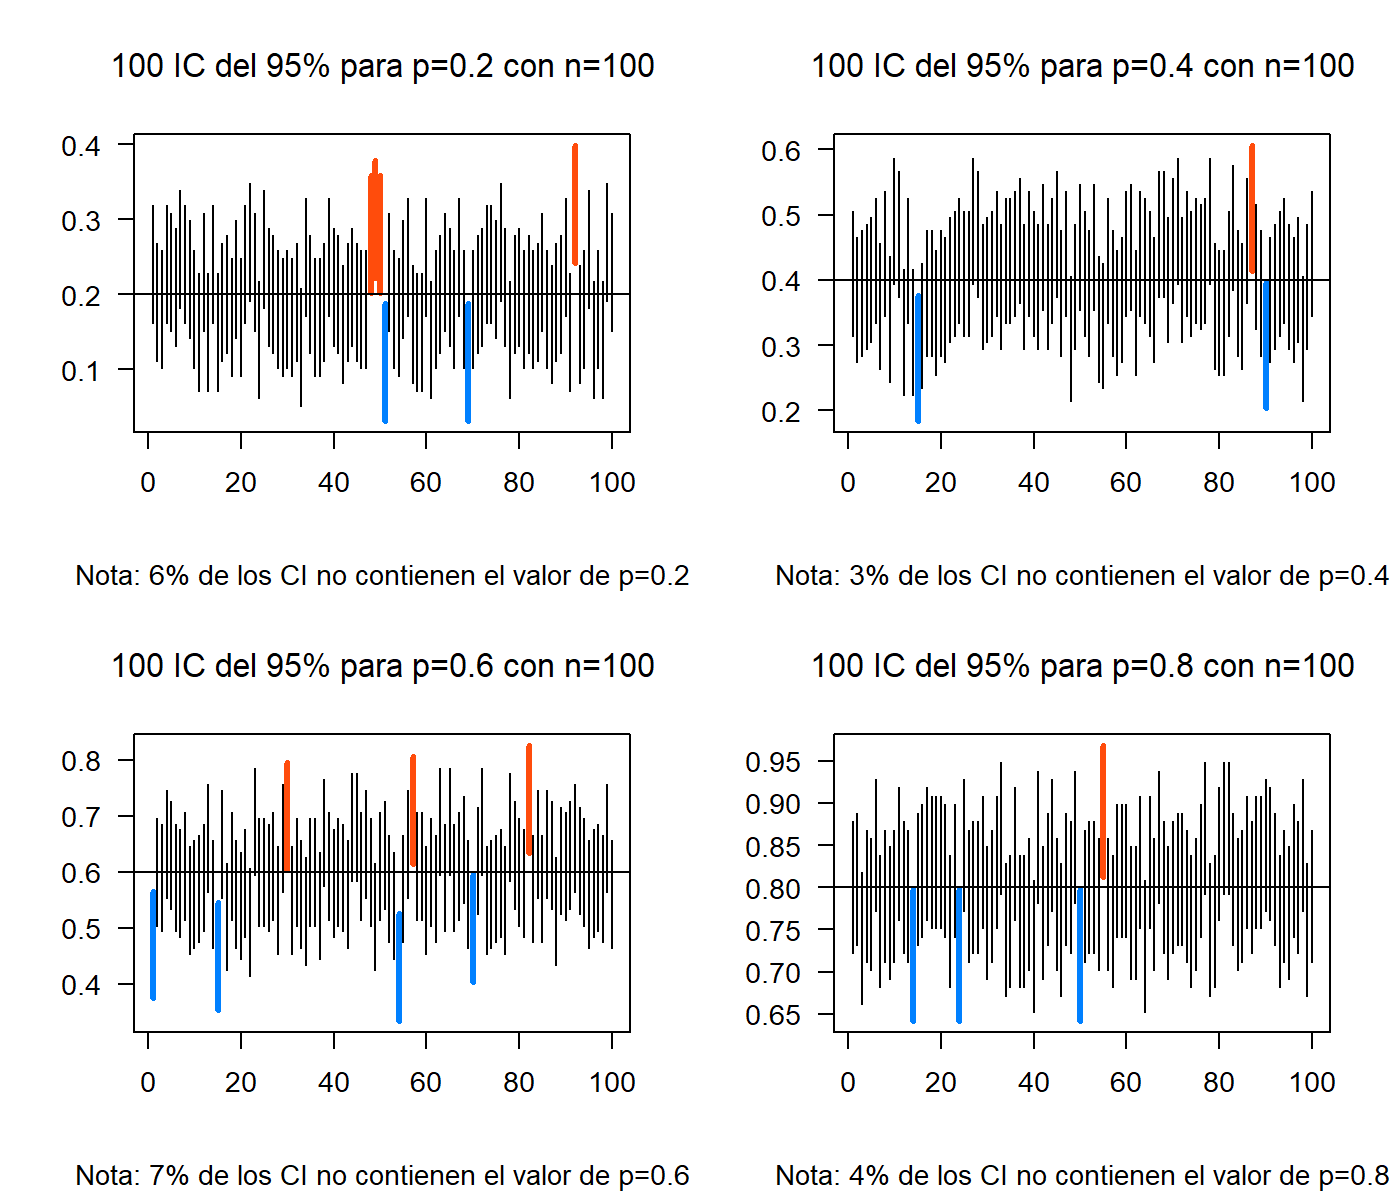 100 IC del 95% para p=0.2 con n=100
0.4
0.3
0.2
0.1
0 20 40 60 80 100
Nota: 6% de los CI no contienen el valor de p=0.2
100 IC del 95% para p=0.4 con n=100
0.6
0.5
0.4
0.3
0.2
0 20 40 60 80 100
Nota: 3% de los CI no contienen el valor de p=0.4
100 IC del 95% para p=0.6 con n=100
0.8
0.7
0.6
0.5
0.4
0 20 40 60 80 100
Nota: 7% de los CI no contienen el valor de p=0.6
100 IC del 95% para p=0.8 con n=100
0.95
0.90
0.85
0.80
0.75
0.70
0.65
0 20 40 60 80 100
Nota: 4% de los CI no contienen el valor de p=0.8